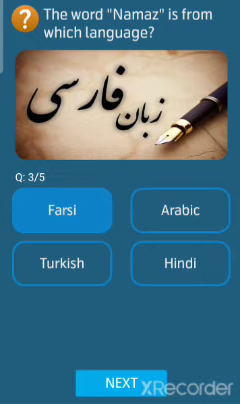 ?
The word "Namaz" is from
which language?
زبان فارسی
Q: 3/5
Farsi
Arabic
Turkish
Hindi
NEXT
XRecorder